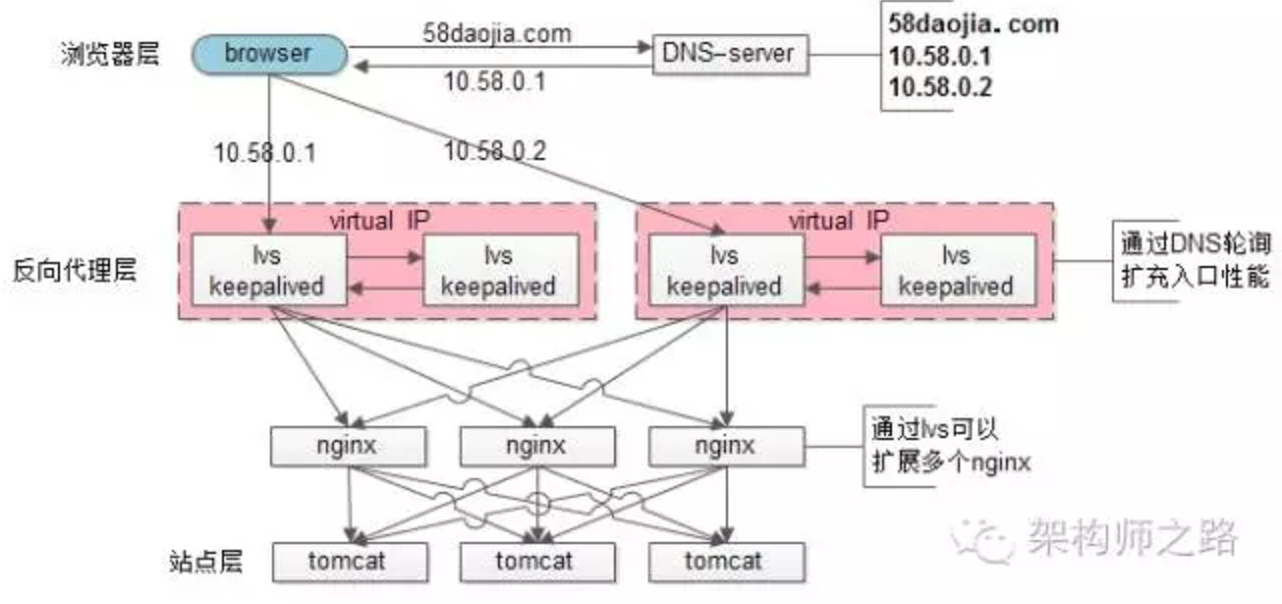 58daojia.com
浏览器层
browser
58daojia.com
DNS-server
10.58.0.1
10.58.0.1
10.58.0.2
10.58.0.1
10.58.0.2
virtual IP
virtual IP
反向代理层
lvs
keepalived
lvs
keepalived
lvs
keepalived
lvs
keepalived
通过DNS轮询
扩充入口性能
nginx
nginx
nginx
通过lvs可以
扩展多个nginx
站点层
tomcat
tomcat
tomcat
架构师之路